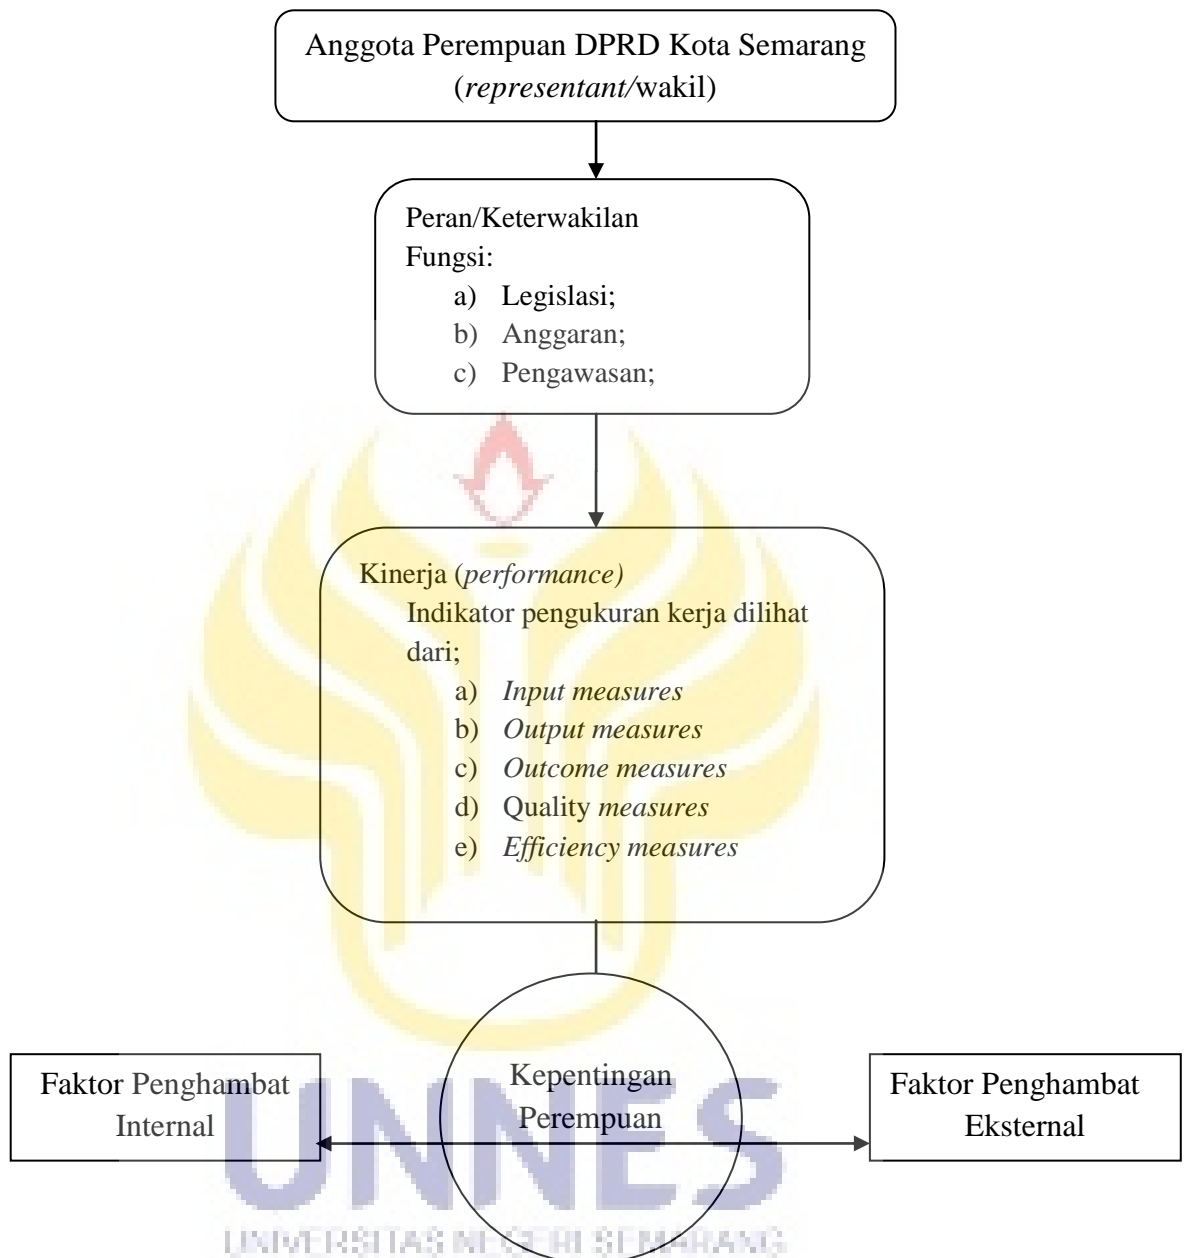 Anggota Perempuan DPRD Kota Semarang
(representant/wakil)
Peran/Keterwakilan
Fungsi:
a) Legislasi;
b) Anggaran;
c) Pengawasan;
Kinerja (performance)
Indikator pengukuran kerja dilihat
dari;
a) Input measures
b) Output measures
c) Outcome measures
d) Quality measures
e) Efficiency measures
Kepentingan
Perempuan
Faktor Penghambat
Internal
Faktor Penghambat
Eksternal
UNNES
UNIVERSITAS NEGERI SEMARANG